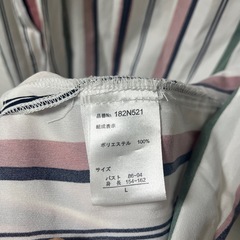 品番No. 182N521
組成表示
ポリエステル 100%
サイズ
バスト 86-94
身長 154-162
L